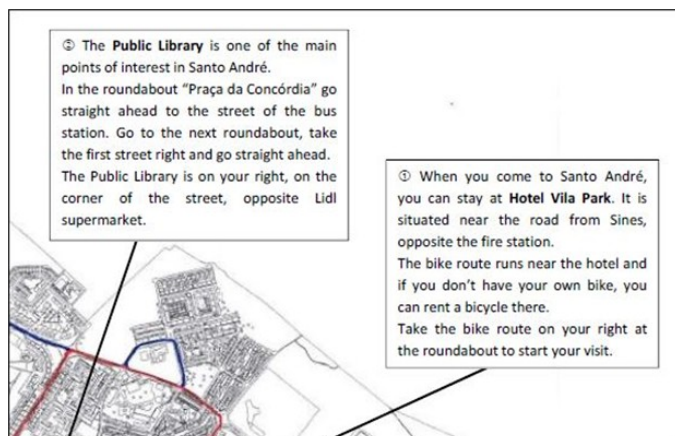 ② The Public Library is one of the main
points of interest in Santo André.
In the roundabout “Praça da Concórdia” go
straight ahead to the street of the bus
station. Go to the next roundabout, take
the first street right and go straight ahead.
The Public Library is on your right, on the
corner of the street, opposite Lidl
supermarket.
① When you come to Santo André,
you can stay at Hotel Vila Park. It is
situated near the road from Sines,
opposite the fire station.
The bike route runs near the hotel and
if you don’t have your own bike, you
can rent a bicycle there.
Take the bike route on your right at
the roundabout to start your visit.